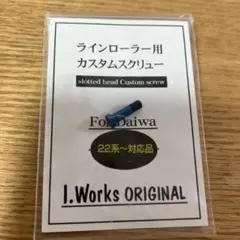 ラインローラー用
カスタムスクリュー
slotted head Custom screw
For Daiwa
22系〜対応品
I.Works ORIGINAL